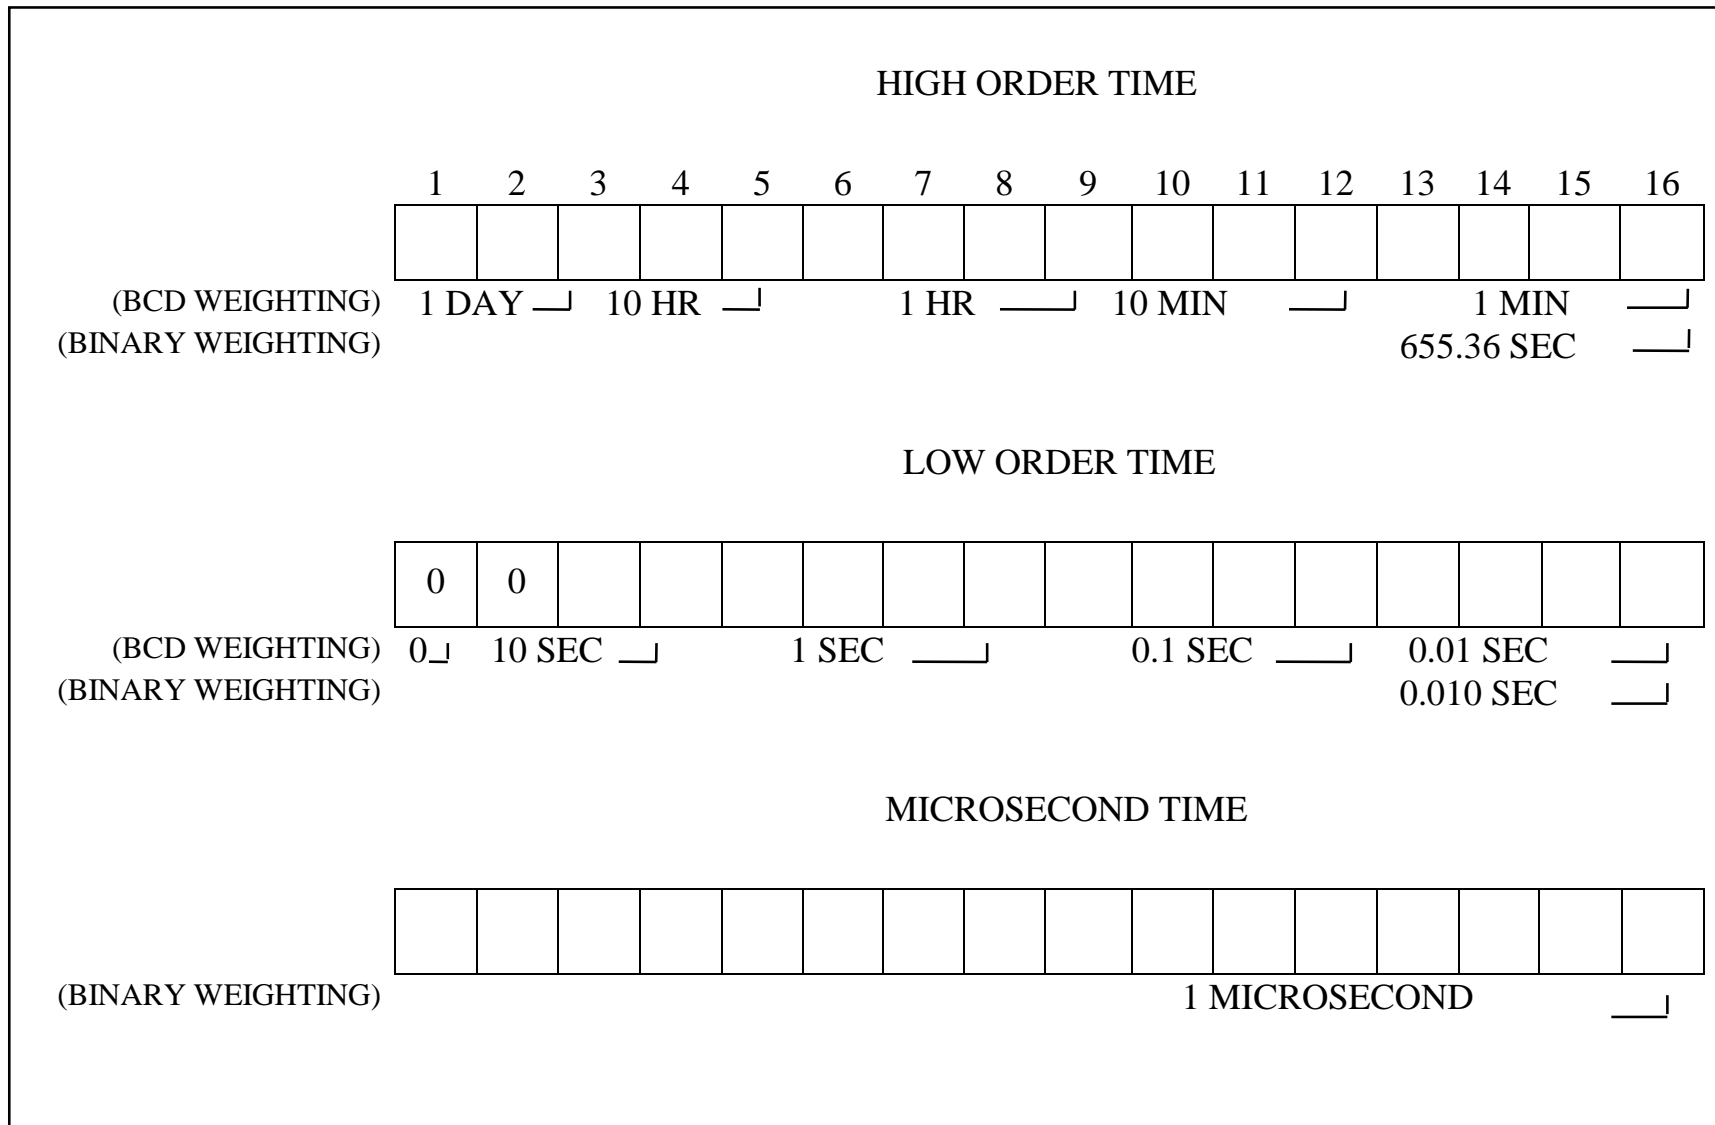 HIGH ORDER TIME
1 2 3 4 5 6 7 8 9 10 11 12 13 14 15 16
(BCD WEIGHTING) 1 DAY 10 HR 1 HR 10 MIN 1 MIN
(BINARY WEIGHTING) 655.36 SEC
LOW ORDER TIME
0 0
(BCD WEIGHTING) 0 10 SEC 1 SEC 0.1 SEC 0.01 SEC
(BINARY WEIGHTING) 0.010 SEC
MICROSECOND TIME
(BINARY WEIGHTING) 1 MICROSECOND